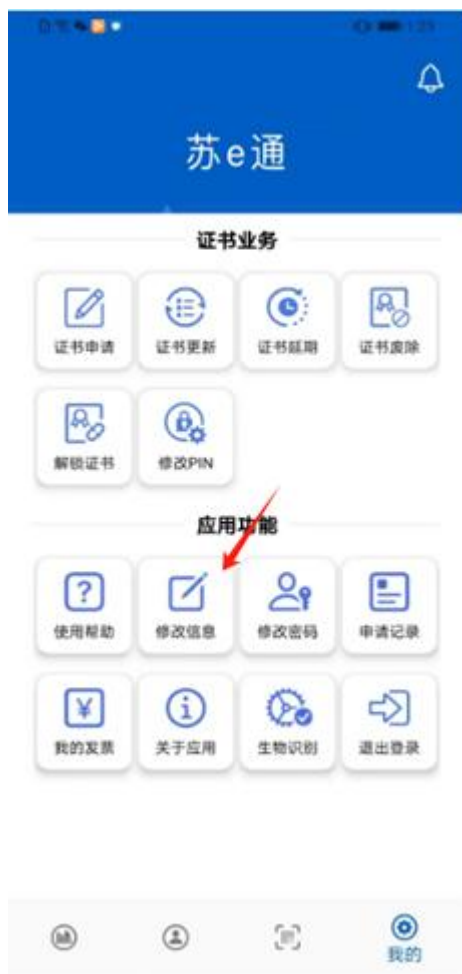 苏e通
证书业务
证书申请 证书更新 证书延期 证书废除
解锁证书 修改PIN
应用功能
使用帮助 修改信息 修改密码 申请记录
我的发票 关于应用 生物识别 退出登录
我的